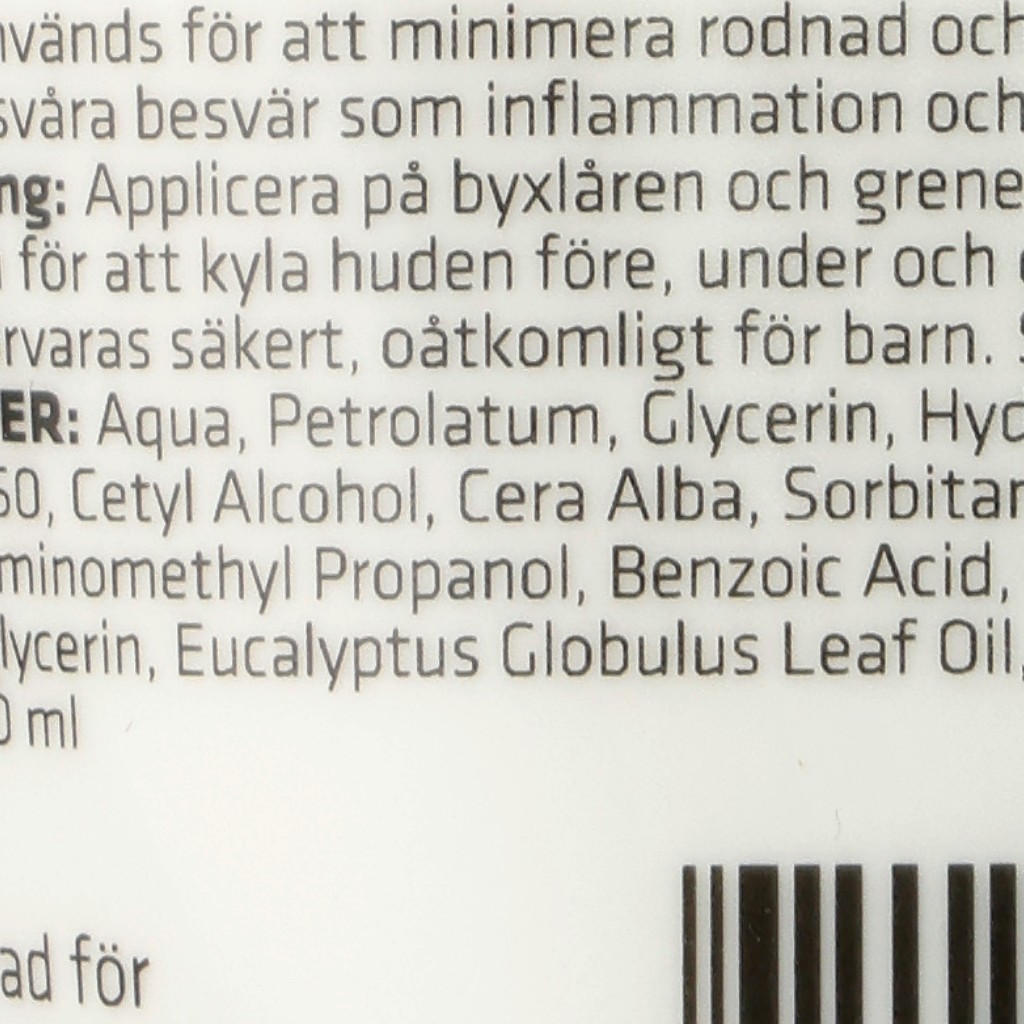 vänds för att minimera rodnad och
svåra besvär som inflammation och
ng: Applicera på byxlåren och grene
för att kyla huden före, under och
rvaras säkert, oåtkomligt för barn.
ER: Aqua, Petrolatum, Glycerin, Hyd
60, Cetyl Alcohol, Cera Alba, Sorbitan
minomethyl Propanol, Benzoic Acid,
lycerin, Eucalyptus Globulus Leaf Oil,
0 ml
ad för